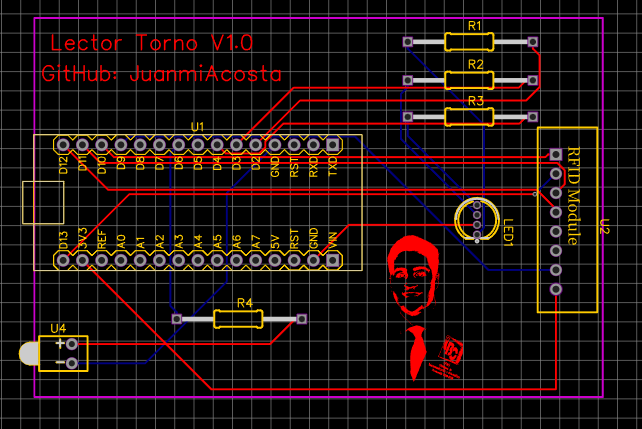 Lector Torno V1.0
GitHub: JuanmiAcosta
R1
R2
R3
U1
D12 D11 D10 D9 D8 D7 D6 D5 D4 D3 D2 GND RST RXD TXD
RFID Module
U2
LED1
D13 3V3 REF A0 A1 A2 A3 A4 A5 A6 A7 5V RST GND VIN
R4
U4
+
-